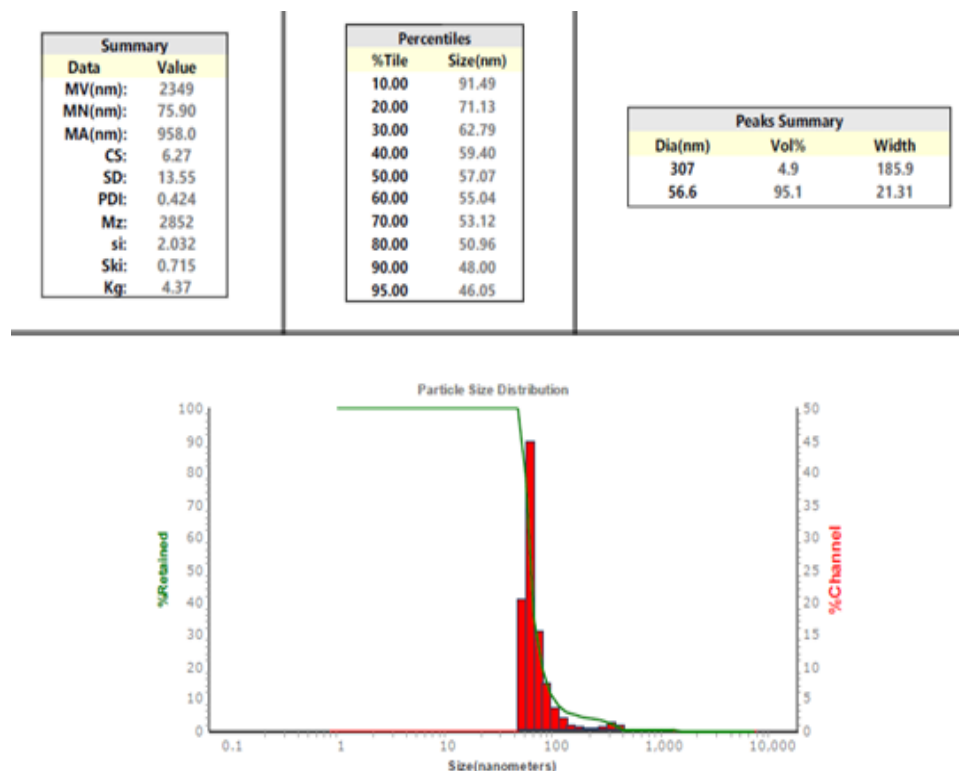 Summary
Data Value
MV(nm): 2349
MN(nm): 75.90
MA(nm): 958.0
CS: 6.27
SD: 13.55
PDI: 0.424
Mz: 2852
si: 2.032
Ski: 0.715
Kg: 4.37
Percentiles
%Tile Size(nm)
10.00 91.49
20.00 71.13
30.00 62.79
40.00 59.40
50.00 57.07
60.00 55.04
70.00 53.12
80.00 50.96
90.00 48.00
95.00 46.05
Peaks Summary
Dia(nm) Vol% Width
307 4.9 185.9
56.6 95.1 21.31
Particle Size Distribution
%Retained
100
90
80
70
60
50
40
30
20
10
0
50
45
40
35
30
25
20
15
10
5
0
%Channel
0.1 1 10 100 1,000 10,000
Size(nanometers)